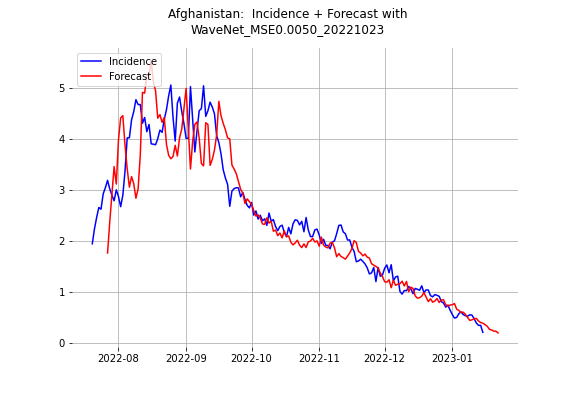 Afghanistan:  Incidence + Forecast with
WaveNet_MSE0.0050_20221023
Incidence
Forecast
5
4
3
2
1
0
2022-08 2022-09 2022-10 2022-11 2022-12 2023-01